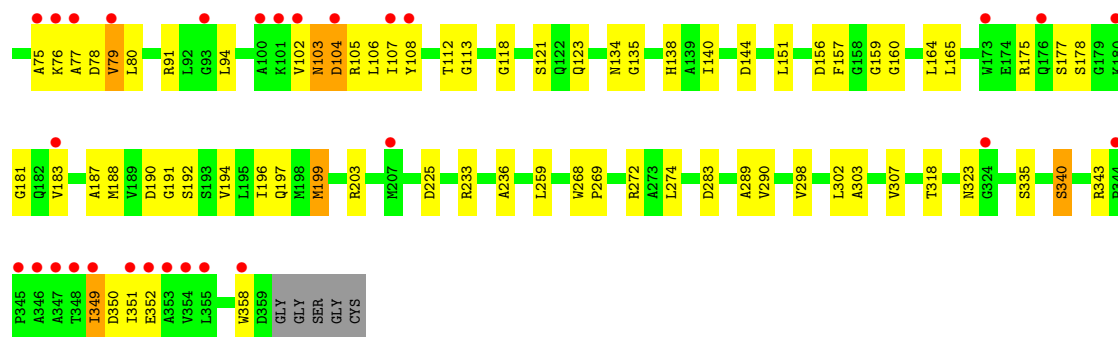 A75 K76 A77 D78 V79 L80 R91 L92 G93 L94 A100 K101 V102 N103 D104 R105 L106 I107 Y108 T112 G113 G118 S121 Q122 Q123 N134 G135 H138 A139 I140 D144 L151 D156 F157 G158 G159 G160 L164 L165 W173 E174 R175 Q176 S177 S178 G179 K180
G181 Q182 V183 A187 M188 V189 D190 G191 S192 S193 V194 L195 I196 Q197 M198 M199 R203 M207 D225 R233 A236 L259 W268 P269 R272 A273 L274 D283 A289 V290 V298 L302 A303 V307 T318 N323 G324 S335 S340 R343
P345 A346 A347 T348 I349 D350 I351 E352 A353 V354 L355 W358 D359 GLY GLY SER GLY CYS